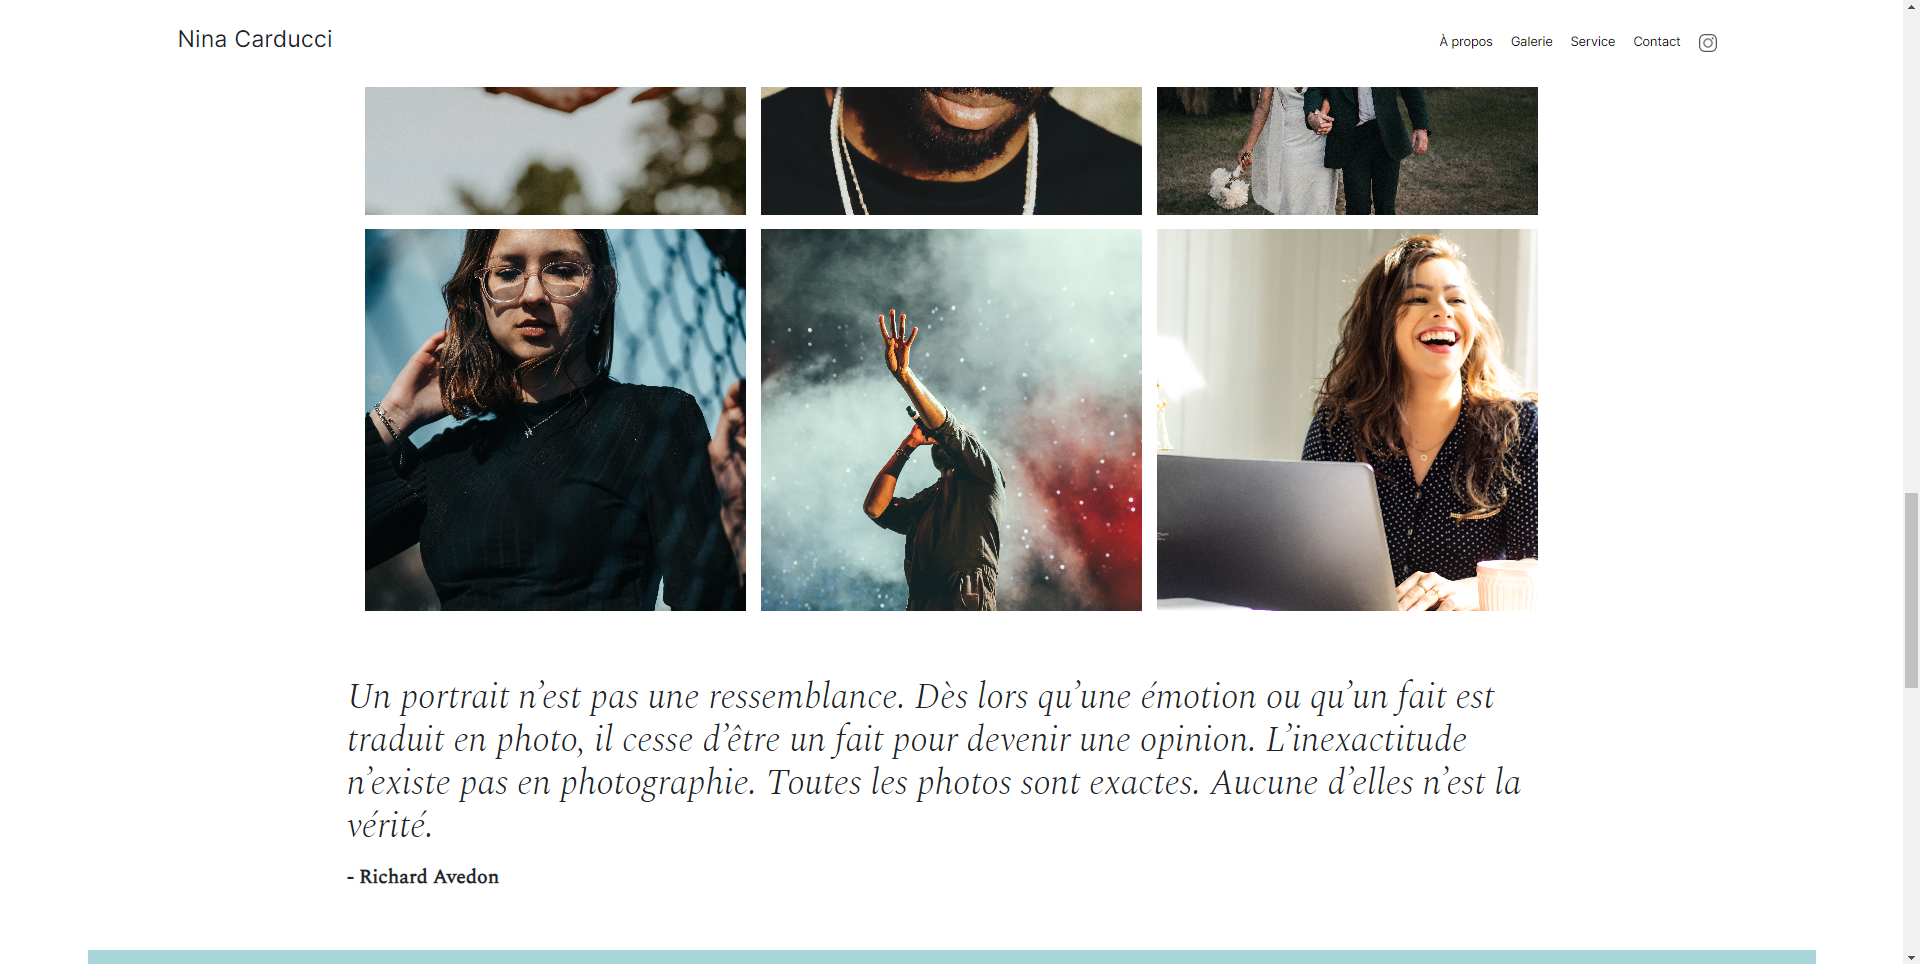 Nina Carducci
À propos Galerie Service Contact
Un portrait n’est pas une ressemblance. Dès lors qu’une émotion ou qu’un fait est
traduit en photo, il cesse d’être un fait pour devenir une opinion. L’inexactitude
n’existe pas en photographie. Toutes les photos sont exactes. Aucune d’elles n’est la
vérité.
- Richard Avedon